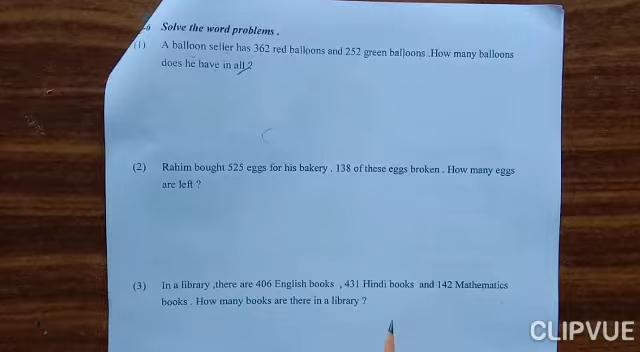 Solve the word problems .
(1) A balloon seller has 362 red balloons and 252 green balloons .How many balloons
does he have in all ?
(2) Rahim bought 525 eggs for his bakery . 138 of these eggs broken . How many eggs
are left ?
(3) In a library ,there are 406 English books , 431 Hindi books and 142 Mathematics
books . How many books are there in a library ?
CLIPVUE